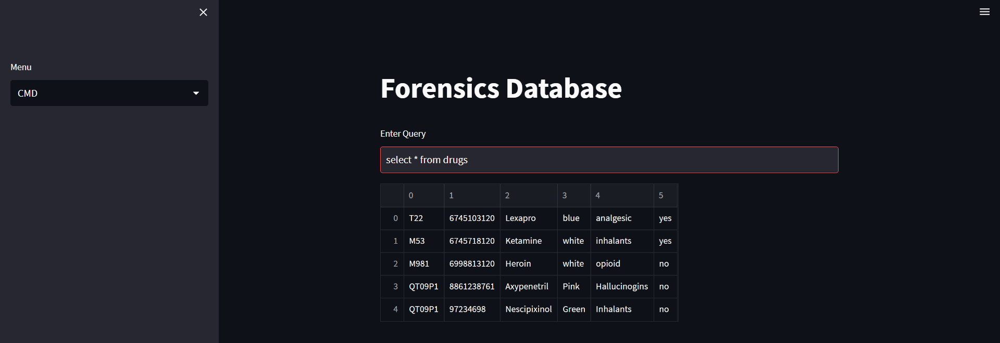 Menu
CMD
Forensics Database
Enter Query
select * from drugs
0 1 2 3 4 5
0 T22 6745103120 Lexapro blue analgesic yes
1 M53 6745718120 Ketamine white inhalants yes
2 M981 6998813120 Heroin white opioid no
3 QT09P1 8861238761 Axypenetril Pink Hallucinogins no
4 QT09P1 97234698 Nescipixinol Green Inhalants no